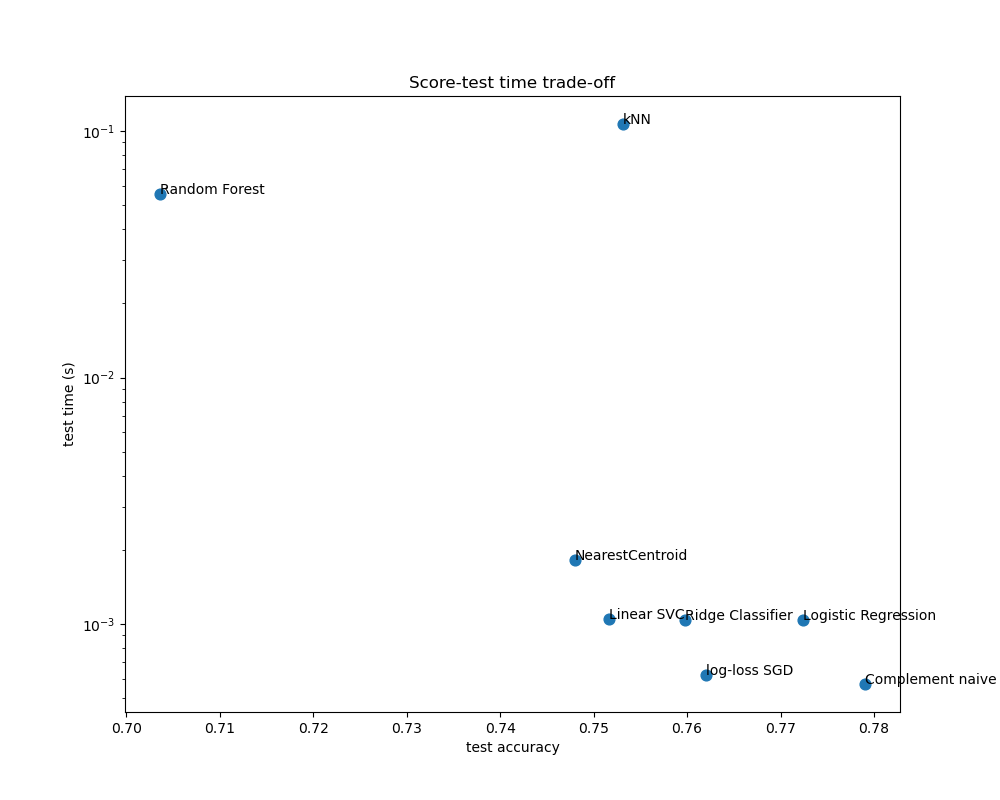 Score-test time trade-off
10⁻¹
10⁻²
10⁻³
test time (s)
kNN
Random Forest
NearestCentroid
Linear SVC
Ridge Classifier
Logistic Regression
log-loss SGD
Complement naive
0.70 0.71 0.72 0.73 0.74 0.75 0.76 0.77 0.78
test accuracy